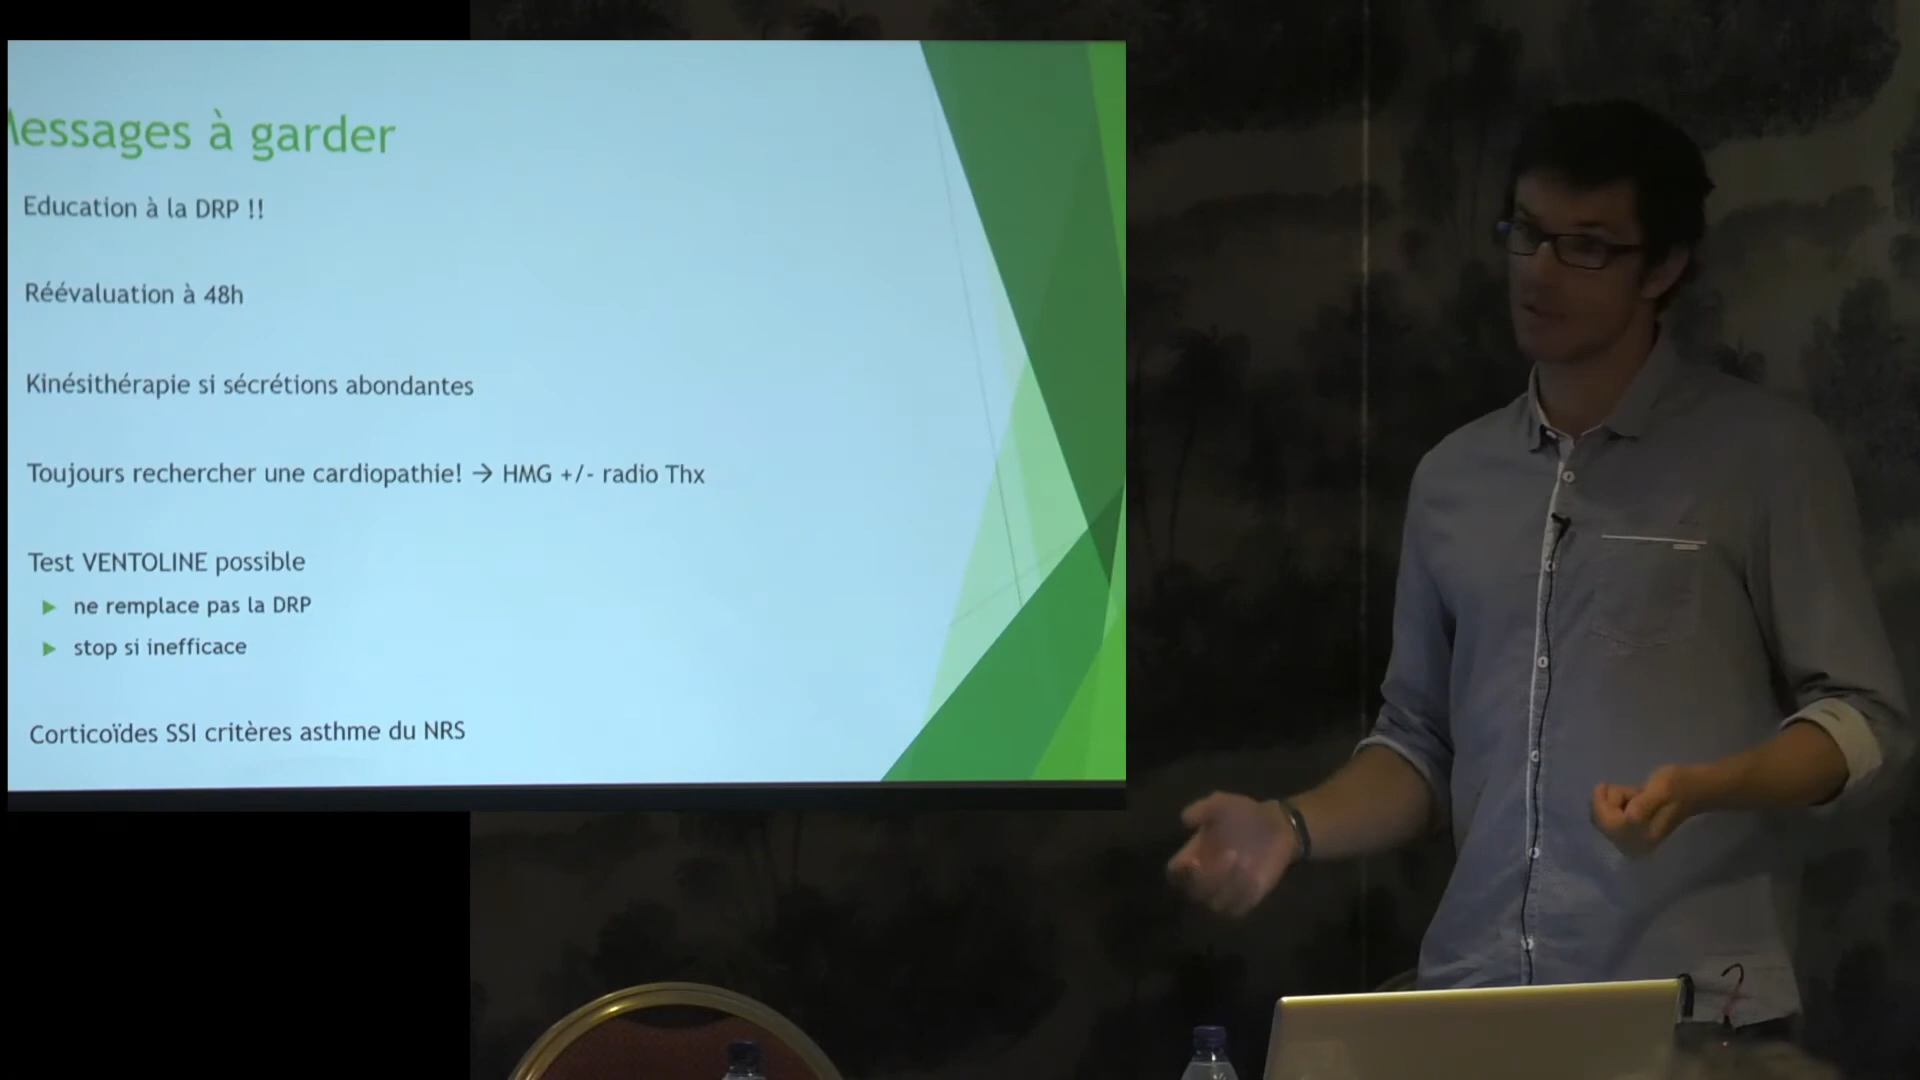 Messages à garder
Education à la DRP !!
Réévaluation à 48h
Kinésithérapie si sécrétions abondantes
Toujours rechercher une cardiopathie! → HMG +/- radio Thx
Test VENTOLINE possible
ne remplace pas la DRP
stop si inefficace
Corticoïdes SSI critères asthme du NRS